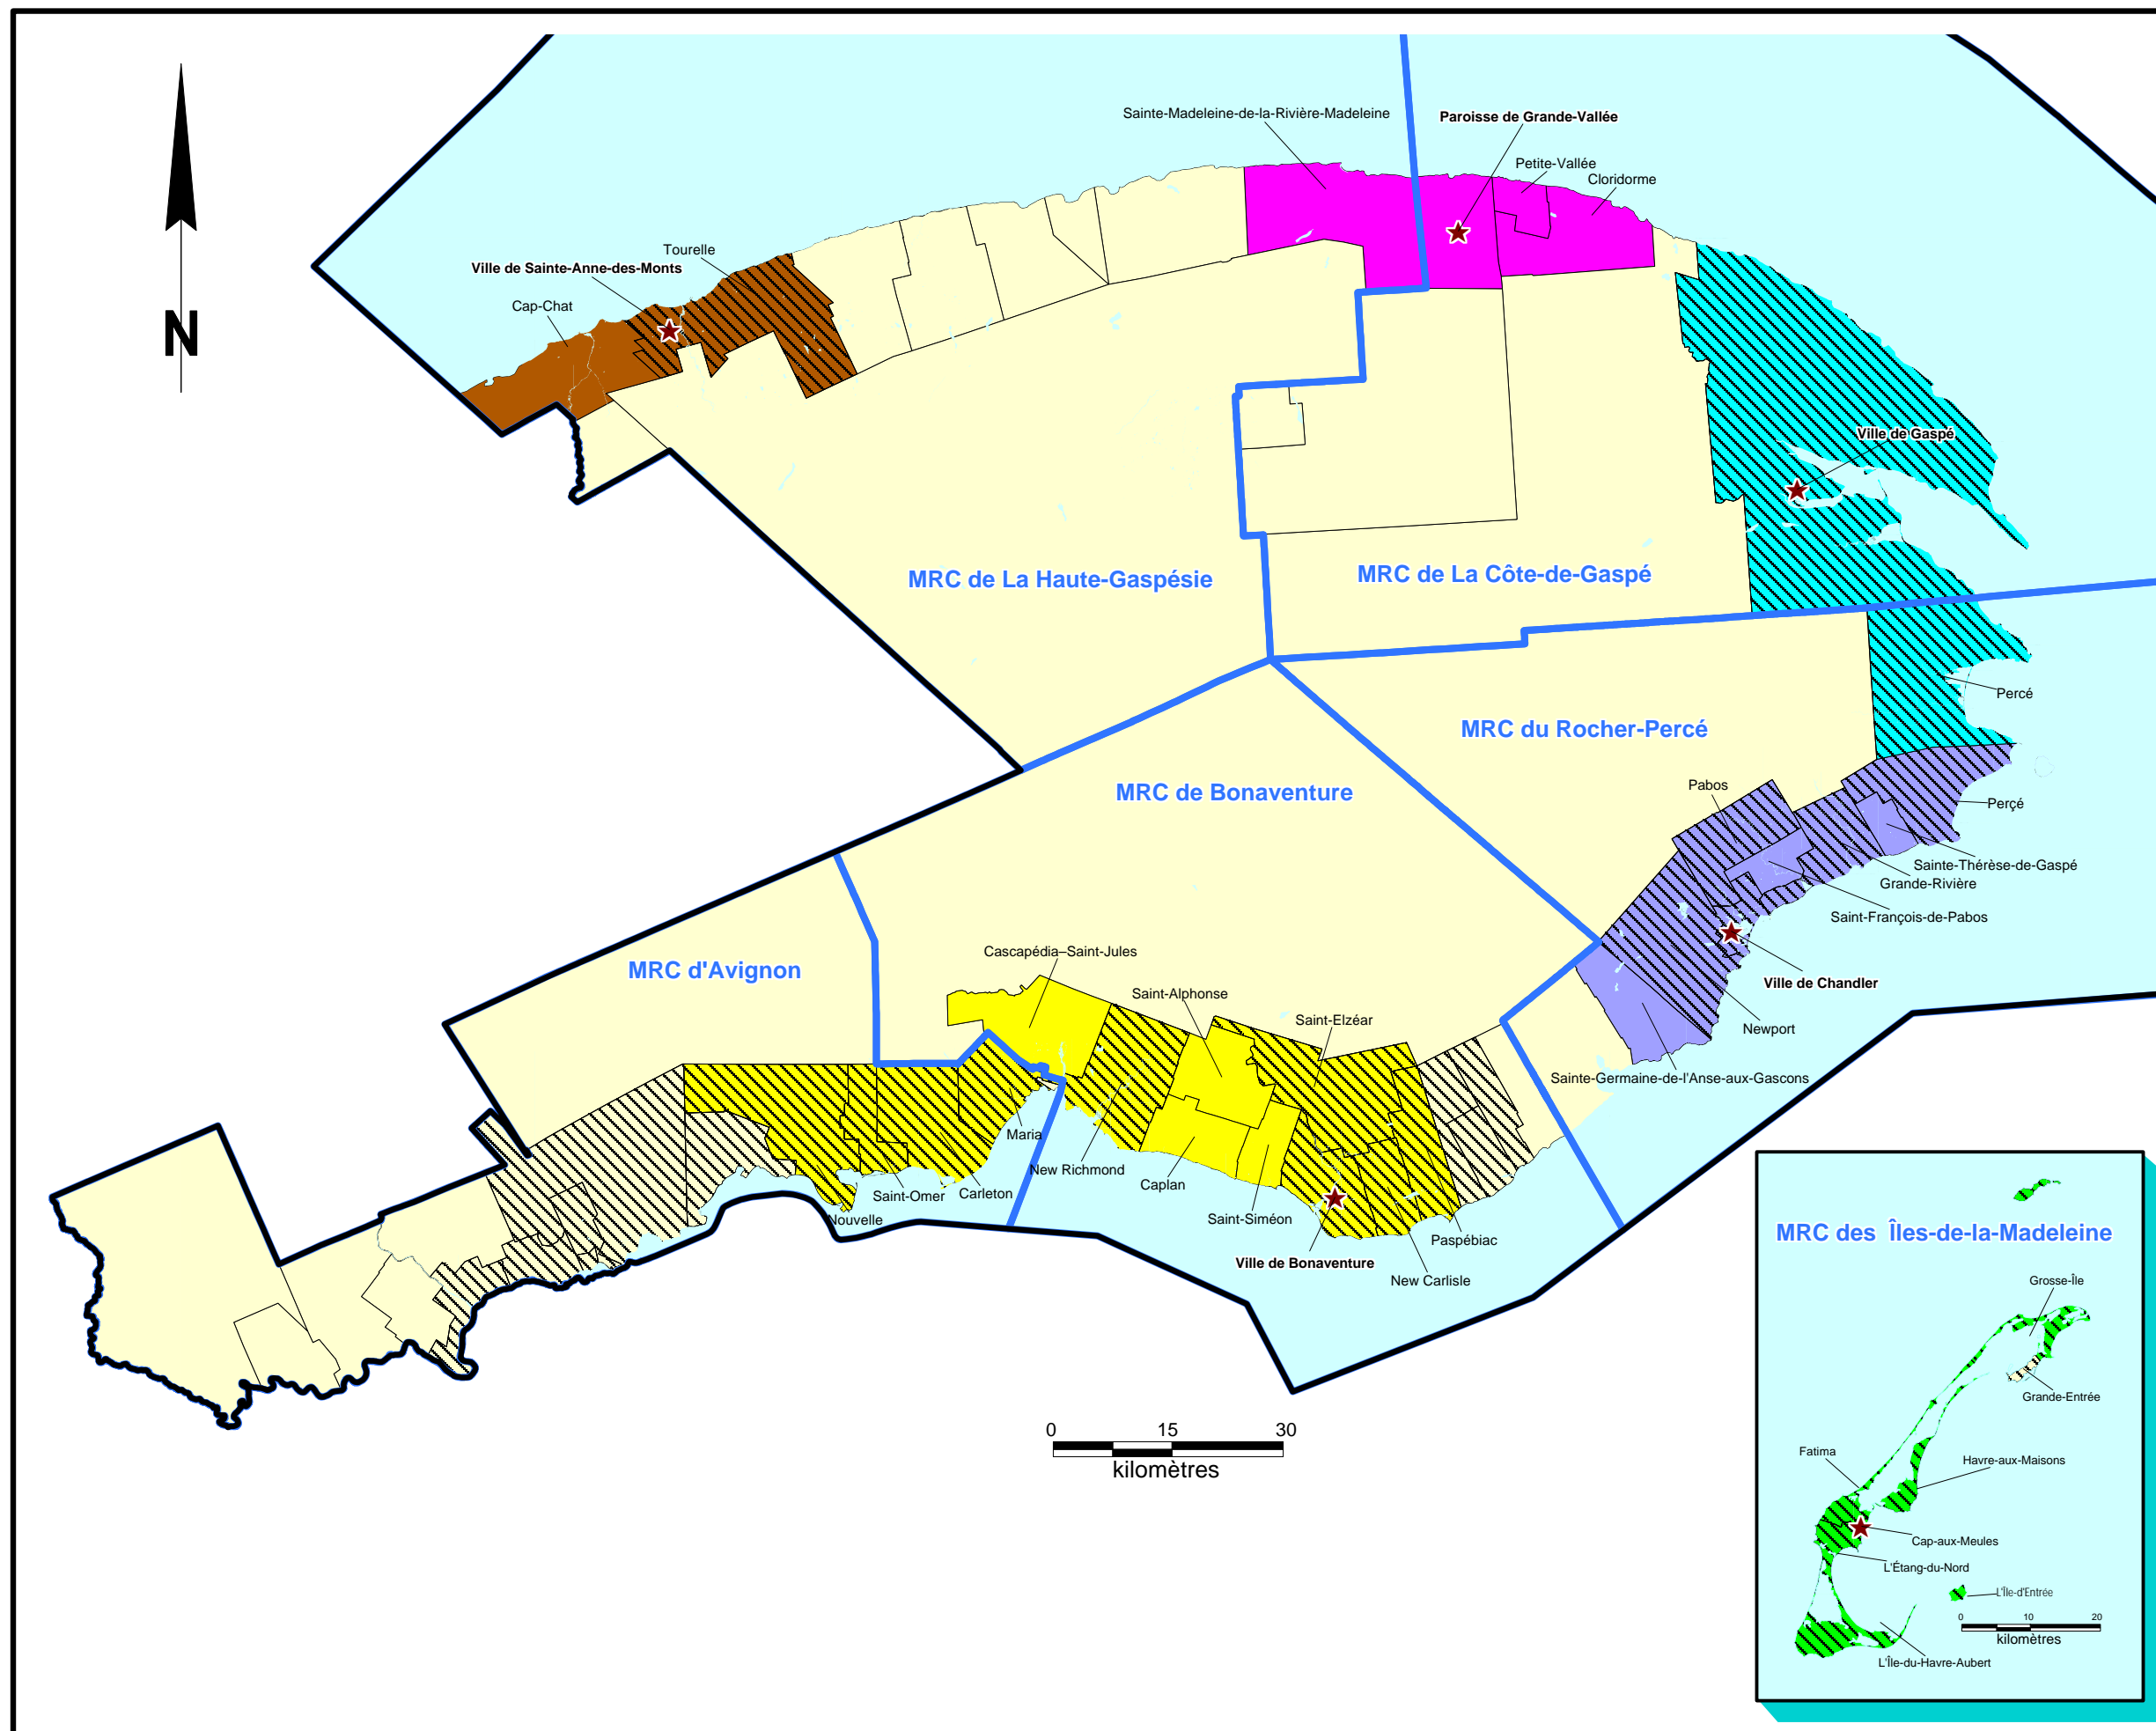 Sainte-Madeleine-de-la-Rivière-Madeleine
Paroisse de Grande-Vallée
Petite-Vallée
Cloridorme
Tourelle
Ville de Sainte-Anne-des-Monts
Cap-Chat
N
Ville de Gaspé
MRC de La Haute-Gaspésie
MRC de La Côte-de-Gaspé
Percé
MRC du Rocher-Percé
MRC de Bonaventure
Pabos
Perçé
Sainte-Thérèse-de-Gaspé
Grande-Rivière
Saint-François-de-Pabos
Cascapédia–Saint-Jules
MRC d'Avignon
Ville de Chandler
Saint-Alphonse
Saint-Elzéar
Newport
Sainte-Germaine-de-l'Anse-aux-Gascons
Maria
New Richmond
Caplan
Saint-Omer
Carleton
Nouvelle
Saint-Siméon
Paspébiac
Ville de Bonaventure
New Carlisle
MRC des Îles-de-la-Madeleine
Grosse-Île
Grande-Entrée
0 15 30
kilomètres
Fatima
Havre-aux-Maisons
Cap-aux-Meules
L'Étang-du-Nord
L'Île-d'Entrée
0 10 20
kilomètres
L'Île-du-Havre-Aubert